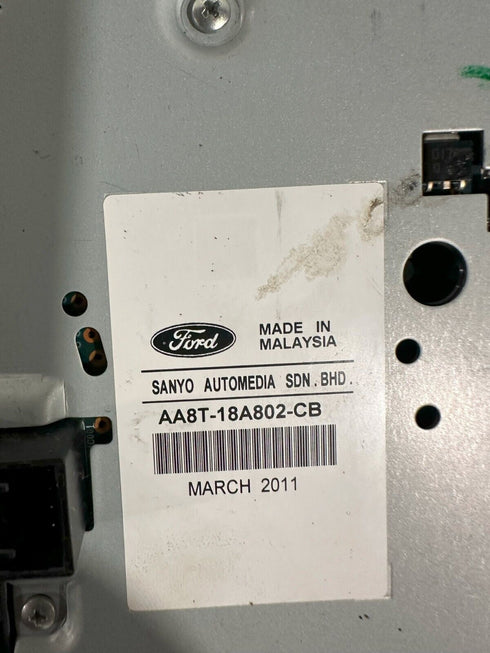 Ford
MADE IN
MALAYSIA
SANYO AUTOMEDIA SDN.BHD.
AA8T-18A802-CB
MARCH 2011